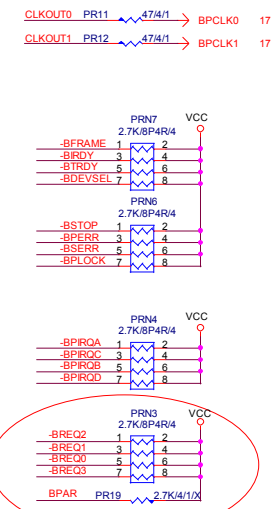 CLKOUT0 PR11 47/4/1 BPCLK0 17
CLKOUT1 PR12 47/4/1 BPCLK1 17
PRN7 VCC
2.7K/8P4R/4
-BFRAME 1 2
-BIRDY 3 4
-BTRDY 5 6
-BDEVSEL 7 8
PRN6
2.7K/8P4R/4
-BSTOP 1 2
-BPERR 3 4
-BSERR 5 6
-BPLOCK 7 8
PRN4 VCC
2.7K/8P4R/4
-BPIRQA 1 2
-BPIRQC 3 4
-BPIRQB 5 6
-BPIRQD 7 8
PRN3 VCC
2.7K/8P4R/4
-BREQ2 1 2
-BREQ1 3 4
-BREQ0 5 6
-BREQ3 7 8
BPAR PR19 2.7K/4/1/X